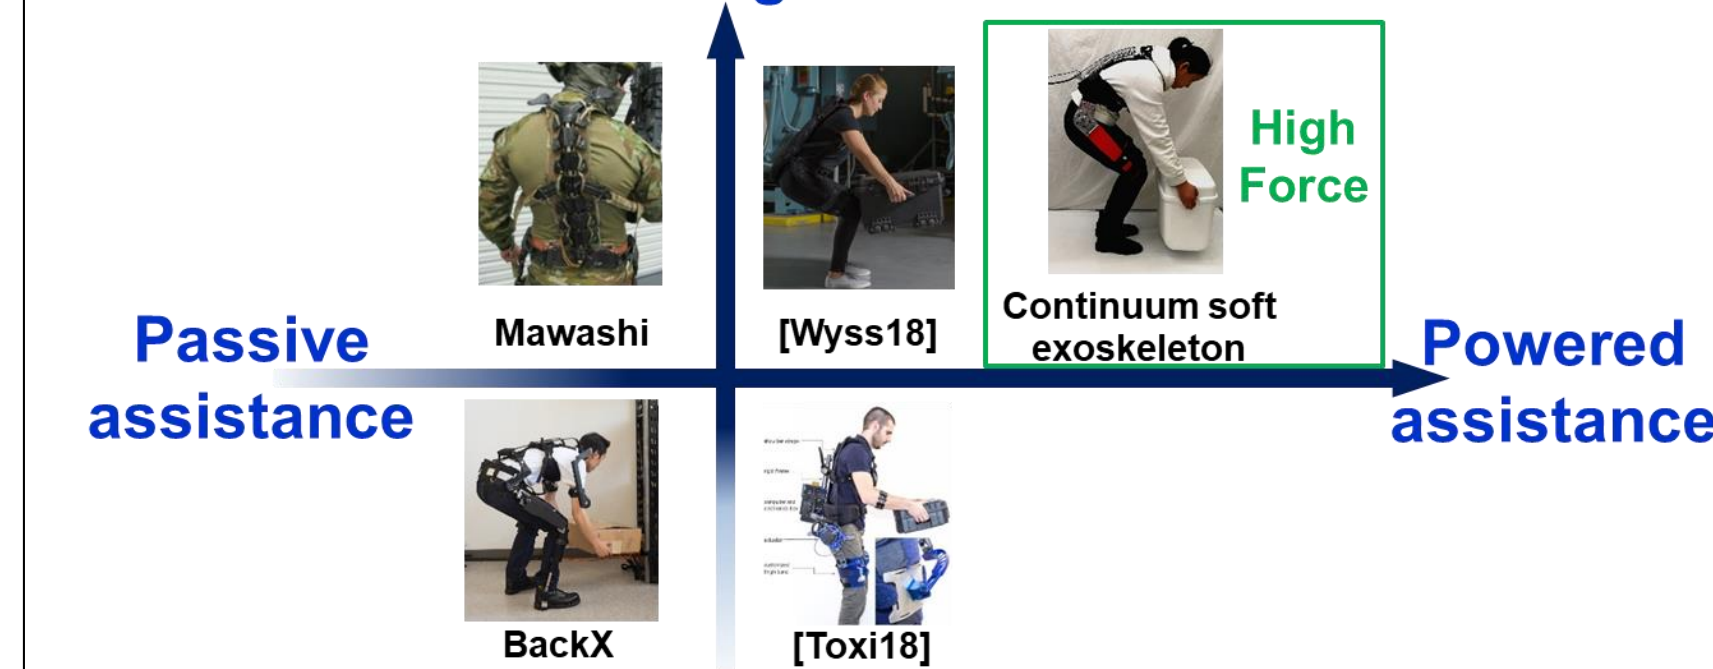 High
Force
Mawashi
[Wyss18]
Continuum soft
exoskeleton
Passive
assistance
Powered
assistance
BackX
[Toxi18]